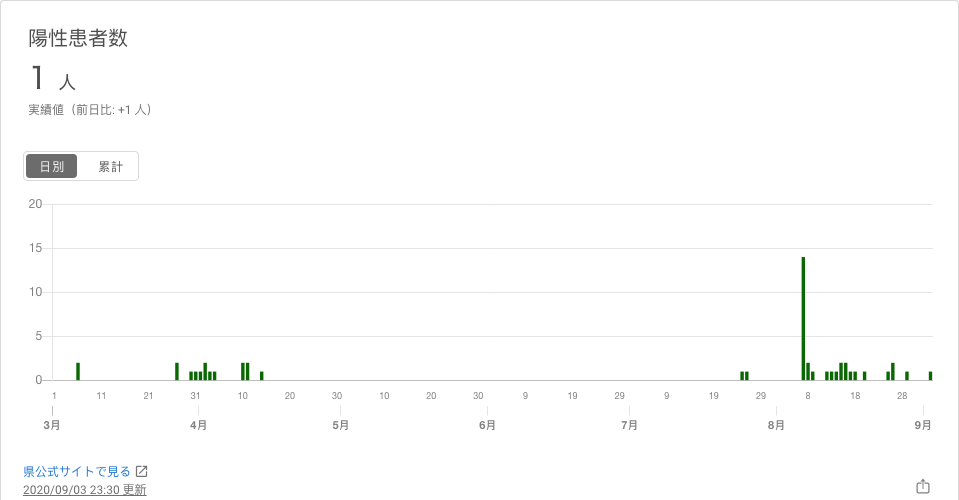 陽性患者数
1 人
実績値（前日比: +1 人）
日別 累計
20
15
10
5
0
1 11 21 31 10 20 30 10 20 30 9 19 29 9 19 29 8 18 28
3月 4月 5月 6月 7月 8月 9月
県公式サイトで見る
2020/09/03 23:30 更新